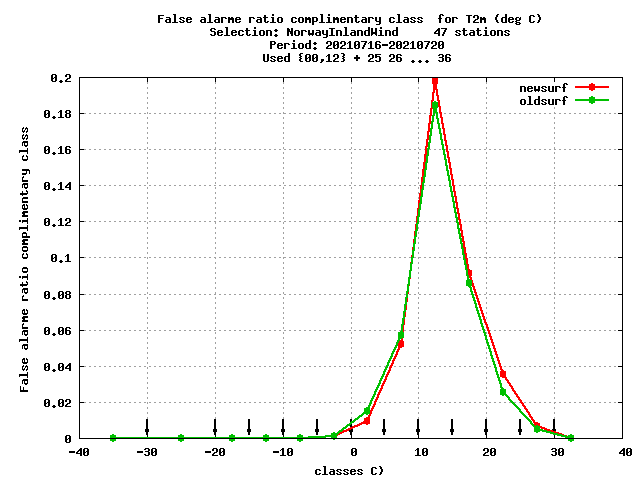 False alarme ratio complimentary class  for T2m (deg C)
Selection: NorwayInlandWind     47 stations
Period: 20210716-20210720
Used {00,12} + 25 26 ... 36
newsurf
oldsurf
False alarme ratio complimentary class
0.2
0.18
0.16
0.14
0.12
0.1
0.08
0.06
0.04
0.02
0
-40 -30 -20 -10 0 10 20 30 40
classes C)